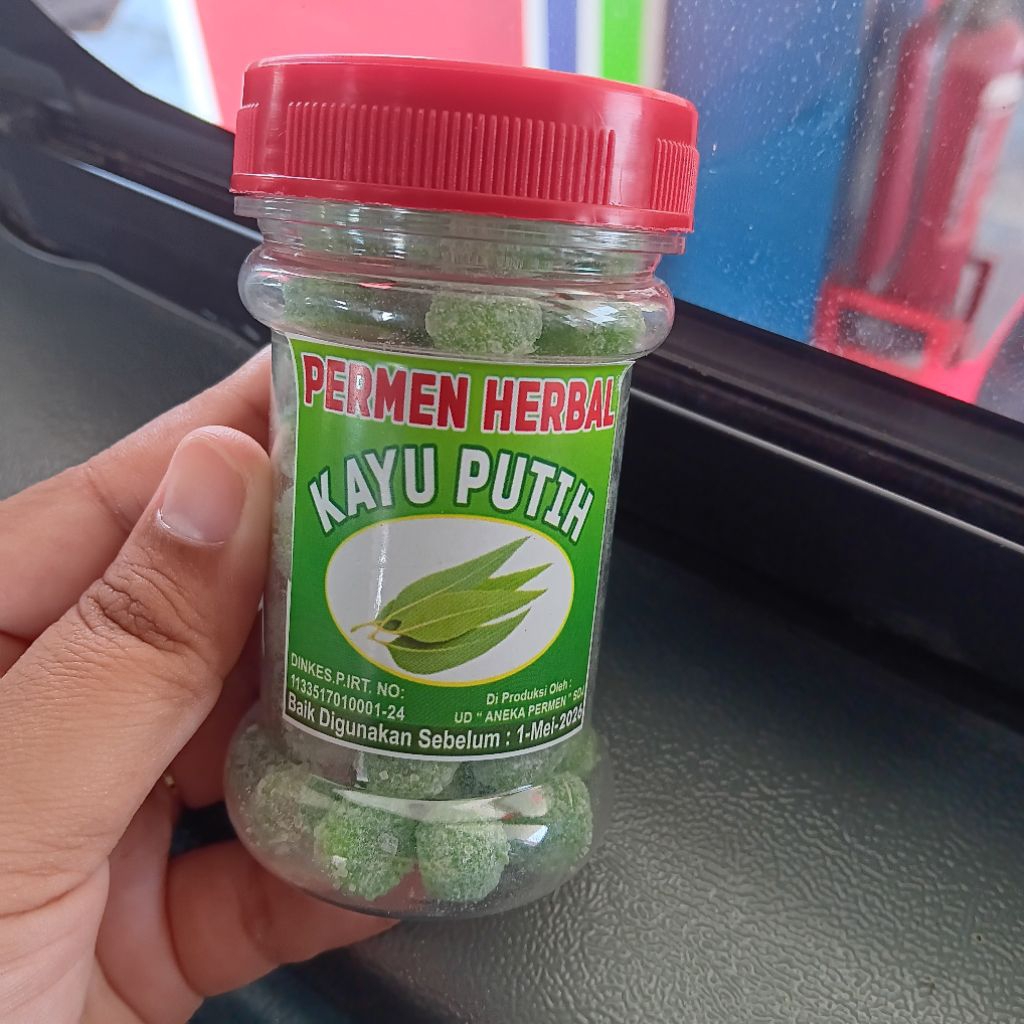 PERMEN HERBAL
KAYU PUTIH
DINKES.P.IRT. NO:
1133517010001-24
Di Produksi Oleh :
UD " ANEKA PERMEN "
Baik Digunakan Sebelum : 1-Mei-2026